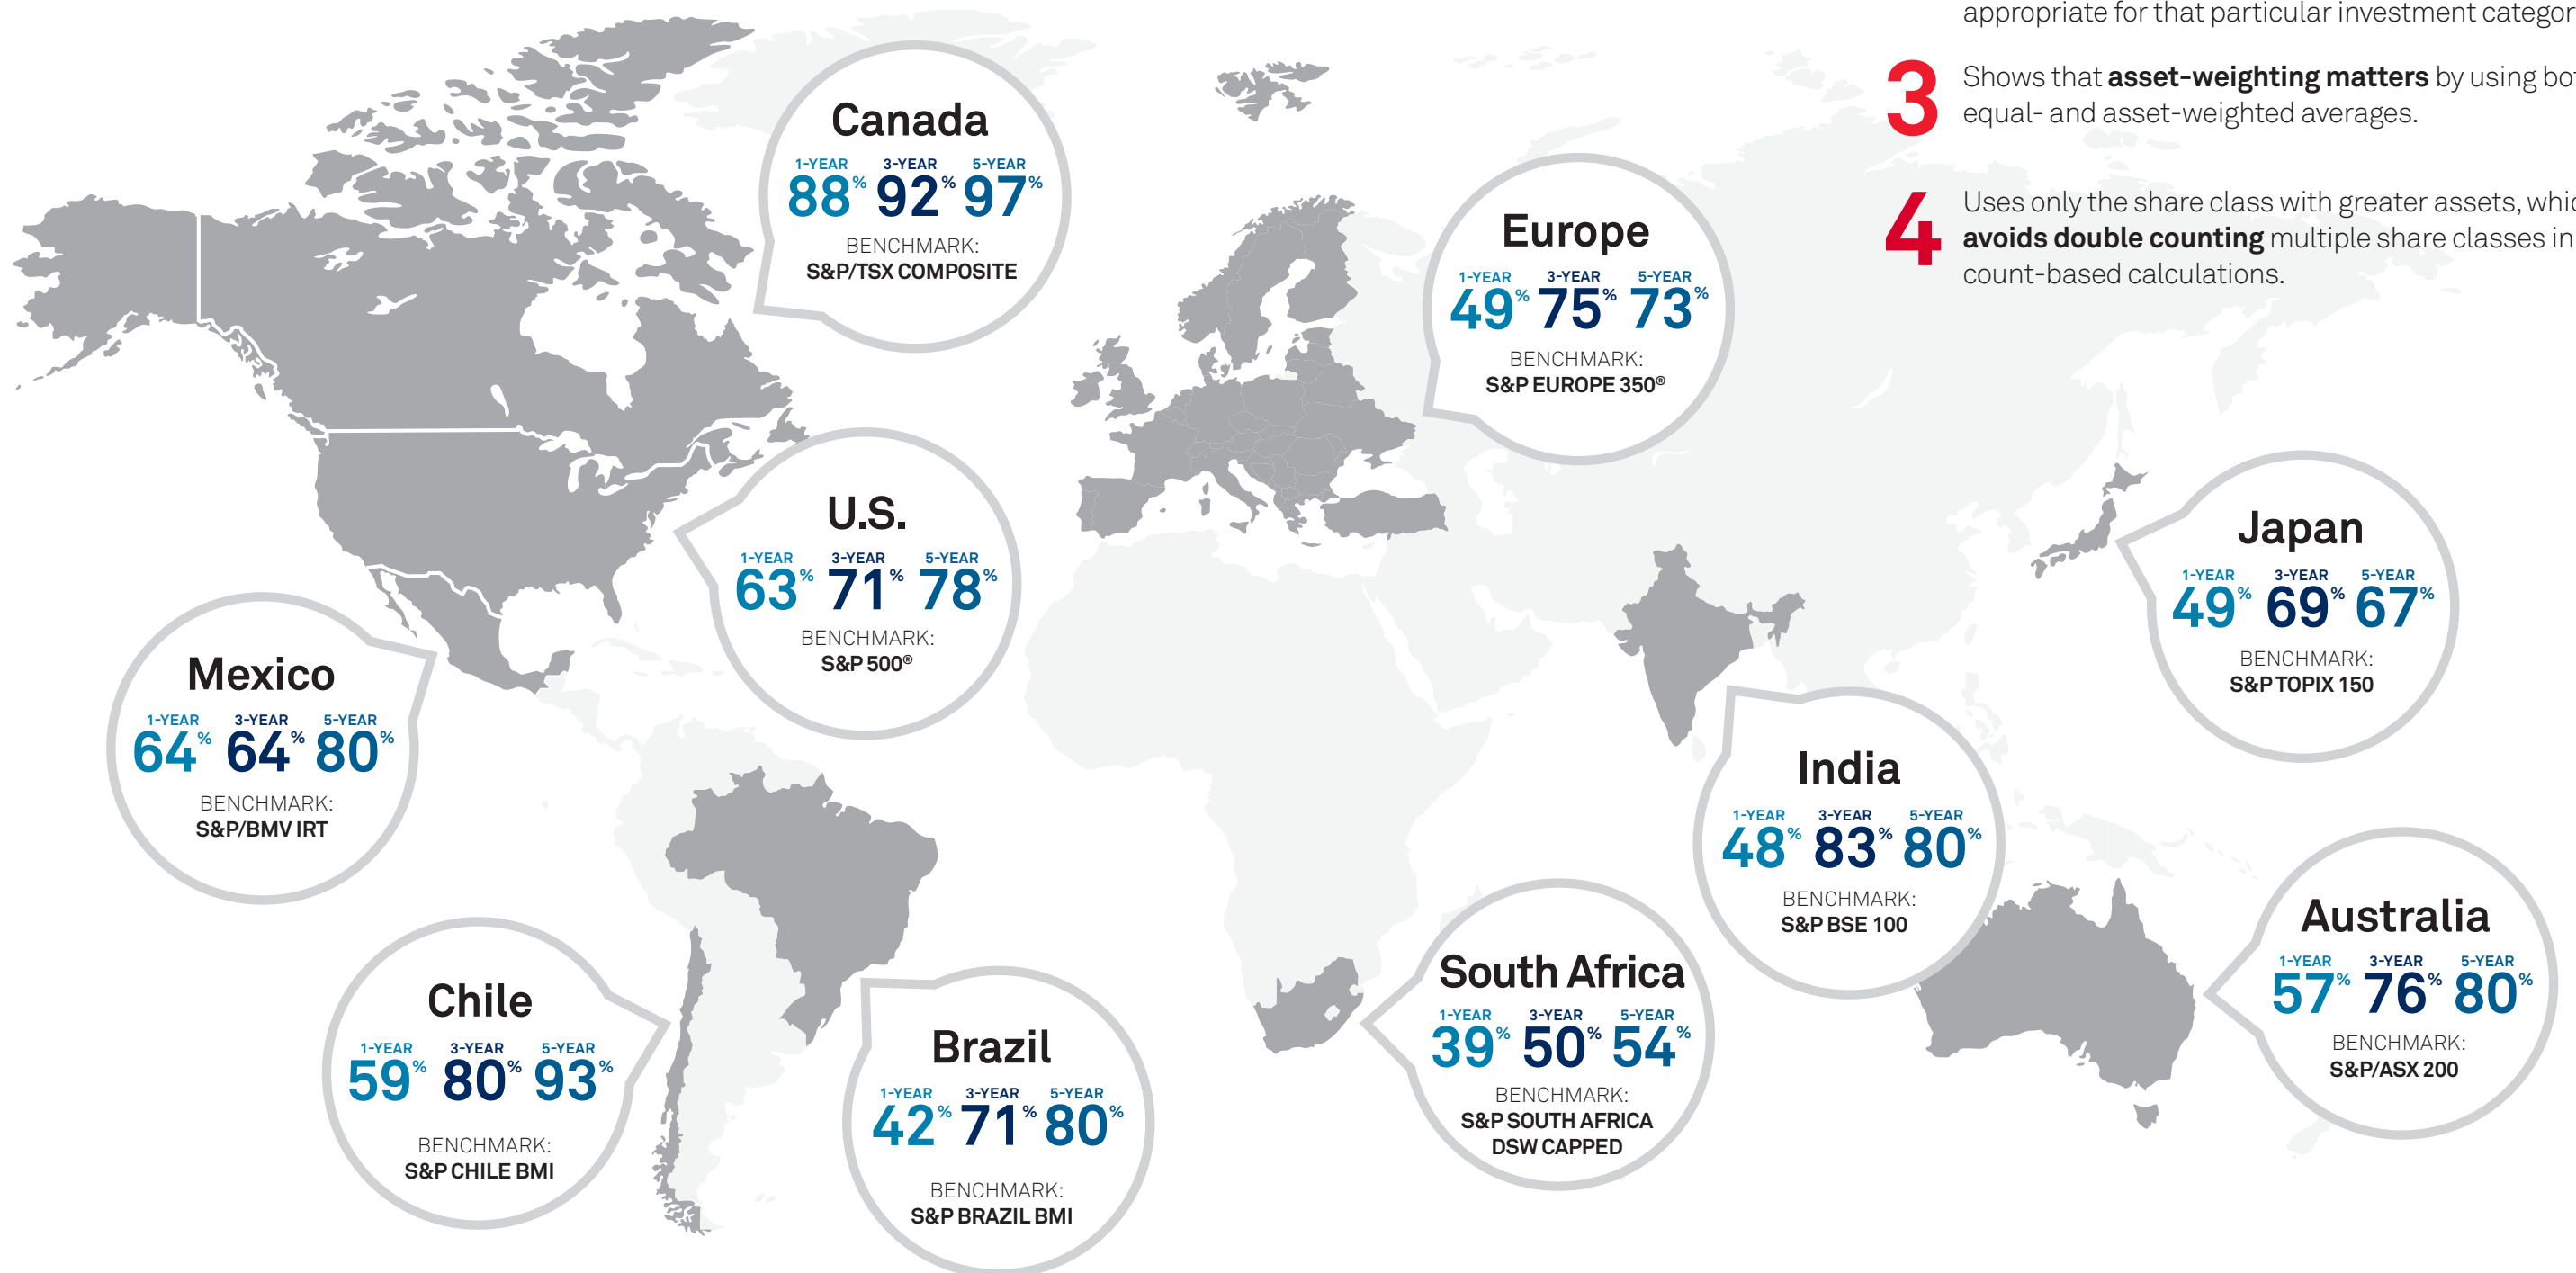 appropriate for that particular investment categor
3
Shows that asset-weighting matters by using bot
equal- and asset-weighted averages.
4
Uses only the share class with greater assets, whic
avoids double counting multiple share classes in
count-based calculations.
Canada
1-YEAR 3-YEAR 5-YEAR
88% 92% 97%
BENCHMARK:
S&P/TSX COMPOSITE
Europe
1-YEAR 3-YEAR 5-YEAR
49% 75% 73%
BENCHMARK:
S&P EUROPE 350®
U.S.
1-YEAR 3-YEAR 5-YEAR
63% 71% 78%
BENCHMARK:
S&P 500®
Japan
1-YEAR 3-YEAR 5-YEAR
49% 69% 67%
BENCHMARK:
S&P TOPIX 150
Mexico
1-YEAR 3-YEAR 5-YEAR
64% 64% 80%
BENCHMARK:
S&P/BMV IRT
India
1-YEAR 3-YEAR 5-YEAR
48% 83% 80%
BENCHMARK:
S&P BSE 100
Australia
1-YEAR 3-YEAR 5-YEAR
57% 76% 80%
BENCHMARK:
S&P/ASX 200
South Africa
1-YEAR 3-YEAR 5-YEAR
39% 50% 54%
BENCHMARK:
S&P SOUTH AFRICA
DSW CAPPED
Chile
1-YEAR 3-YEAR 5-YEAR
59% 80% 93%
BENCHMARK:
S&P CHILE BMI
Brazil
1-YEAR 3-YEAR 5-YEAR
42% 71% 80%
BENCHMARK:
S&P BRAZIL BMI